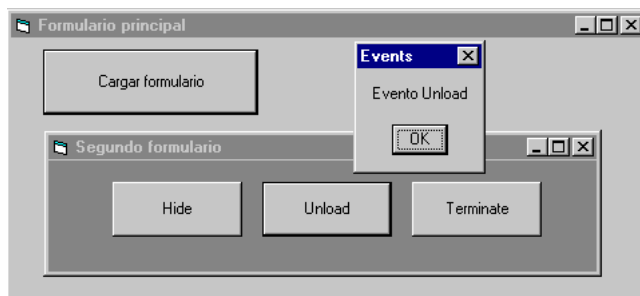 Formulario principal
Cargar formulario
Events
Evento Unload
OK
Segundo formulario
Hide
Unload
Terminate